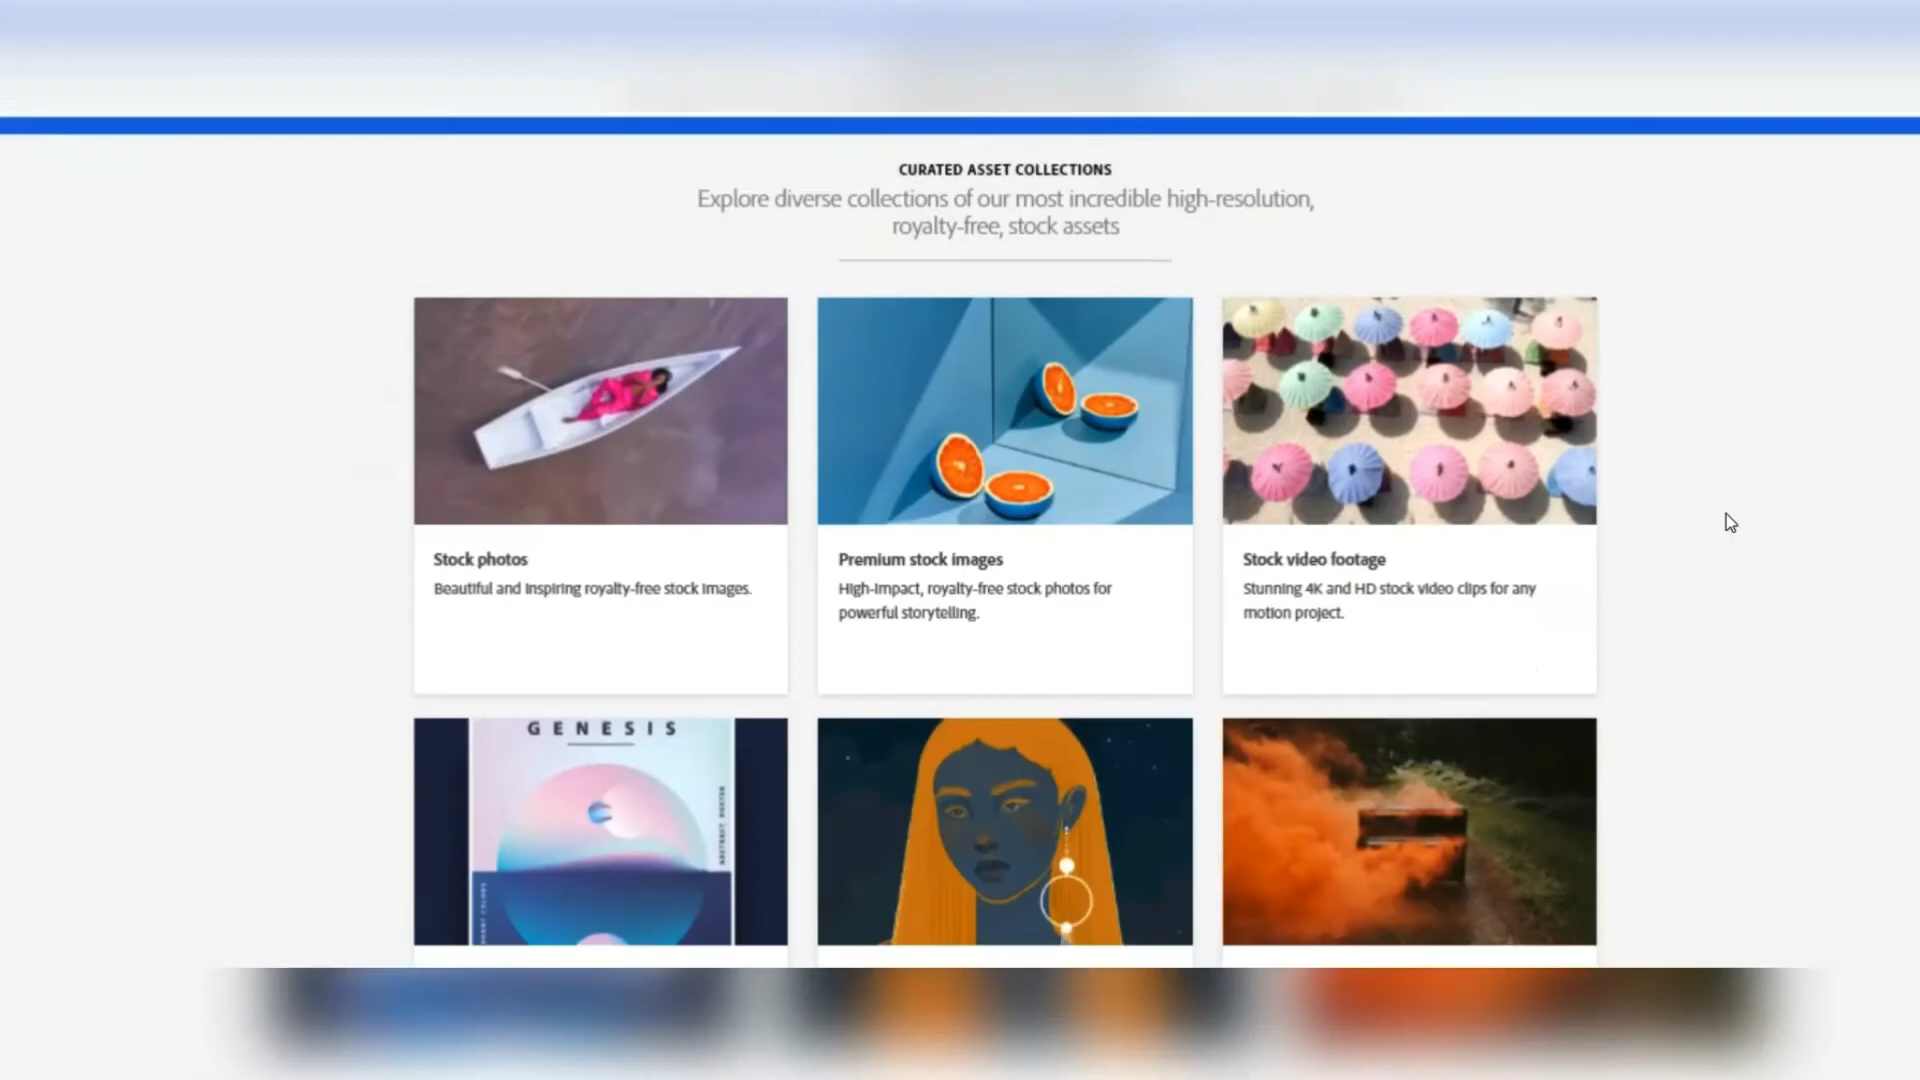 CURATED ASSET COLLECTIONS
Explore diverse collections of our most incredible high-resolution,
royalty-free, stock assets
Stock photos
Beautiful and inspiring royalty-free stock images.
Premium stock images
High-impact, royalty-free stock photos for
powerful storytelling.
Stock video footage
Stunning 4K and HD stock video clips for any
motion project.
GENESIS
ABSTRACT POSTER